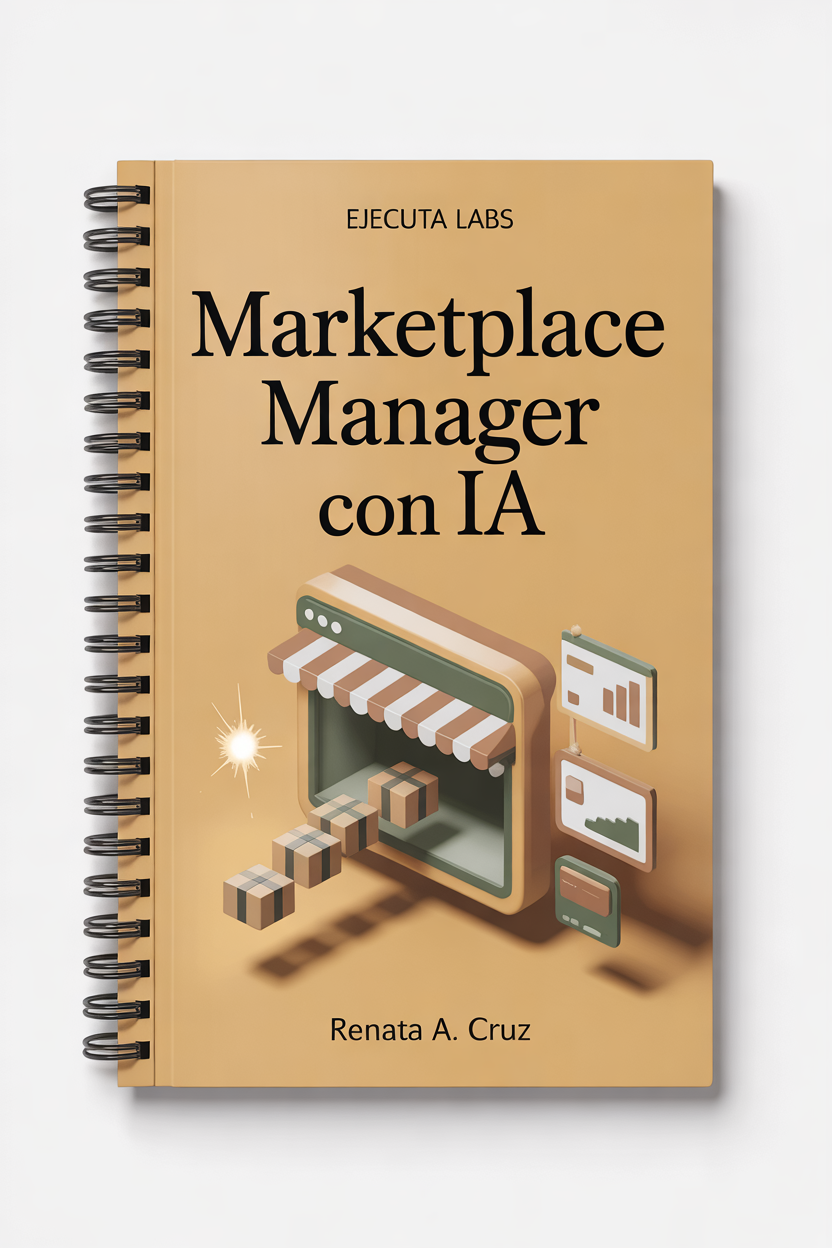 EJECUTA LABS
Marketplace
Manager
con IA
Renata A. Cruz